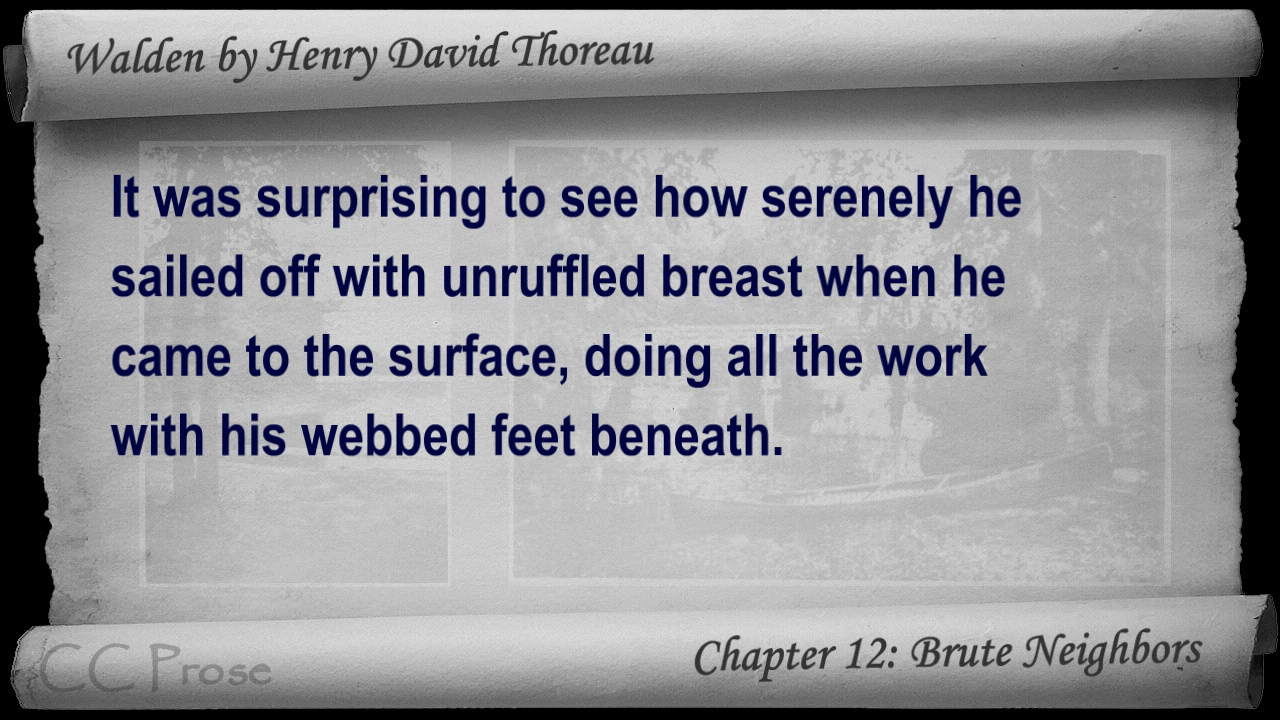 Walden by Henry David Thoreau
It was surprising to see how serenely he
sailed off with unruffled breast when he
came to the surface, doing all the work
with his webbed feet beneath.
CC Prose
Chapter 12: Brute Neighbors